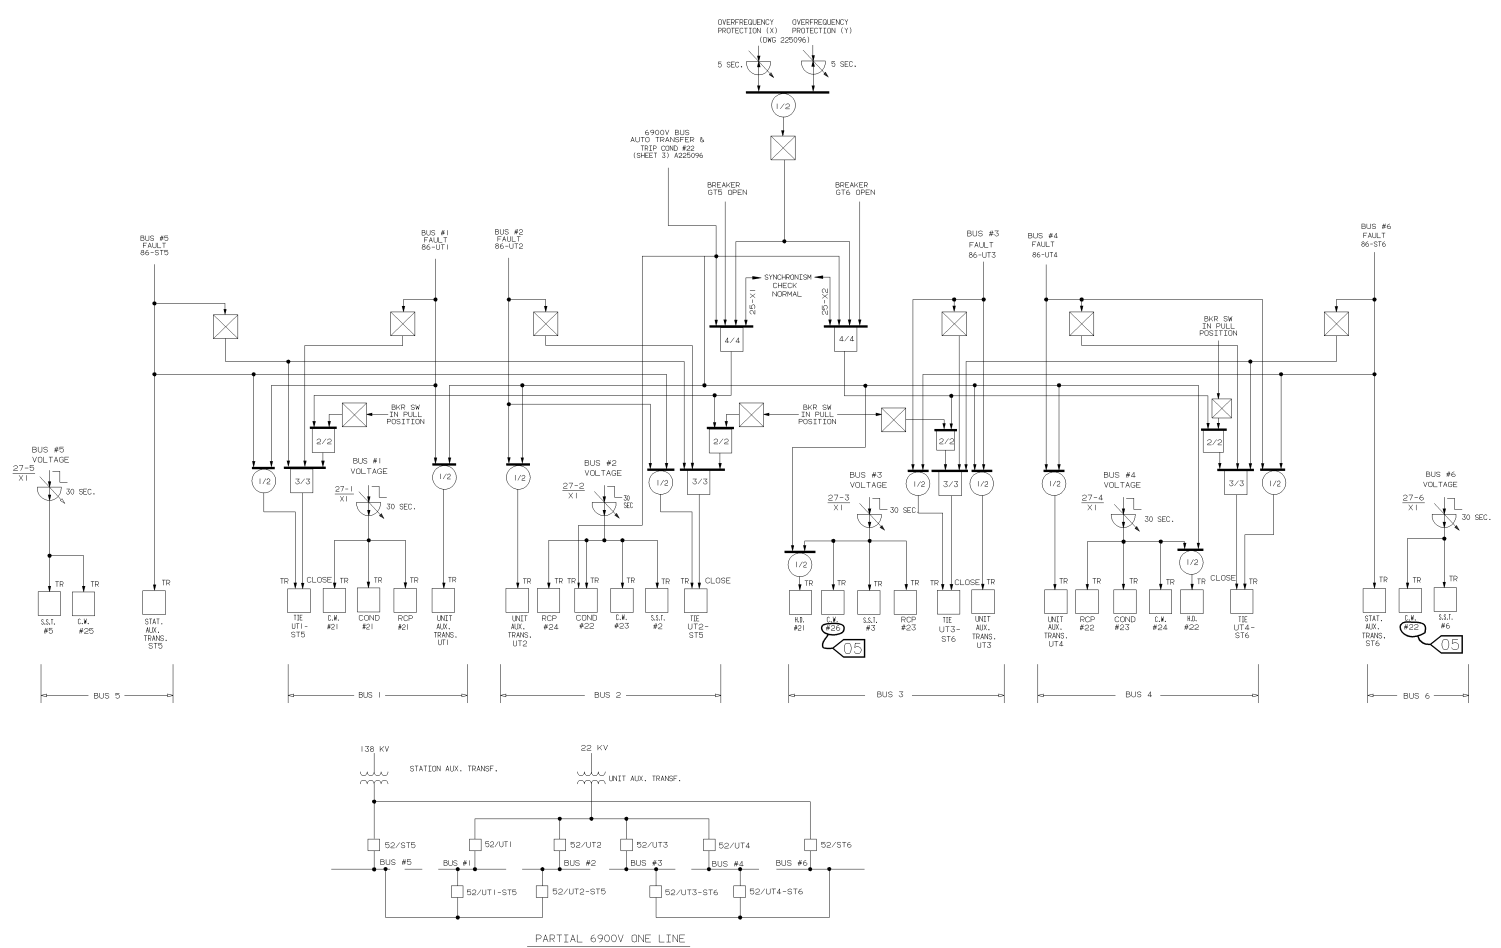 OVERFREQUENCY
PROTECTION (X)
OVERFREQUENCY
PROTECTION (Y)
(DWG 225096)
5 SEC.
5 SEC.
1/2
6900V BUS
AUTO TRANSFER &
TRIP COND #22
(SHEET 3) A225096
BREAKER
GT5 OPEN
BREAKER
GT6 OPEN
BUS #5
FAULT
86-ST5
BUS #1
FAULT
86-UT1
BUS #2
FAULT
86-UT2
BUS #3
FAULT
86-UT3
BUS #4
FAULT
86-UT4
BUS #6
FAULT
86-ST6
SYNCHRONISM
CHECK
NORMAL
25-X1
25-X2
4/4
4/4
BKR SW
IN PULL
POSITION
BKR SW
IN PULL
POSITION
BKR SW
IN PULL
POSITION
2/2
2/2
2/2
2/2
BUS #5
VOLTAGE
27-5
X1
30 SEC.
1/2
3/3
BUS #1
VOLTAGE
27-1
X1
30 SEC.
1/2
1/2
BUS #2
VOLTAGE
27-2
X1
30
SEC
1/2
3/3
BUS #3
VOLTAGE
27-3
X1
30 SEC.
1/2
3/3
1/2
1/2
BUS #4
VOLTAGE
27-4
X1
30 SEC.
3/3
1/2
BUS #6
VOLTAGE
27-6
X1
30 SEC.
1/2
1/2
TR
TR
TR
TR
CLOSE
TR
TR
TR
TR
TR
TR
TR
TR
TR
TR
CLOSE
TR
TR
TR
TR
TR
CLOSE
TR
TR
TR
TR
TR
TR
CLOSE
TR
TR
TR
TR
S.S.T.
#5
C.W.
#25
STAT.
AUX.
TRANS.
ST5
TIE
UT1-
ST5
C.W.
#21
COND
#21
RCP
#21
UNIT
AUX.
TRANS.
UT1
UNIT
AUX.
TRANS.
UT2
RCP
#24
COND
#22
C.W.
#23
S.S.T.
#2
TIE
UT2-
ST5
H.D.
#21
C.W.
#26
S.S.T.
#3
RCP
#23
TIE
UT3-
ST6
UNIT
AUX.
TRANS.
UT3
UNIT
AUX.
TRANS.
UT4
RCP
#22
COND
#23
C.W.
#24
H.D.
#22
TIE
UT4-
ST6
STAT.
AUX.
TRANS.
ST6
C.W.
#22
S.S.T.
#6
05
05
BUS 5
BUS 1
BUS 2
BUS 3
BUS 4
BUS 6
138 KV
STATION AUX. TRANSF.
22 KV
UNIT AUX. TRANSF.
52/ST5
52/UT1
52/UT2
52/UT3
52/UT4
52/ST6
BUS #5
BUS #1
BUS #2
BUS #3
BUS #4
BUS #6
52/UT1-ST5
52/UT2-ST5
52/UT3-ST6
52/UT4-ST6
PARTIAL 6900V ONE LINE